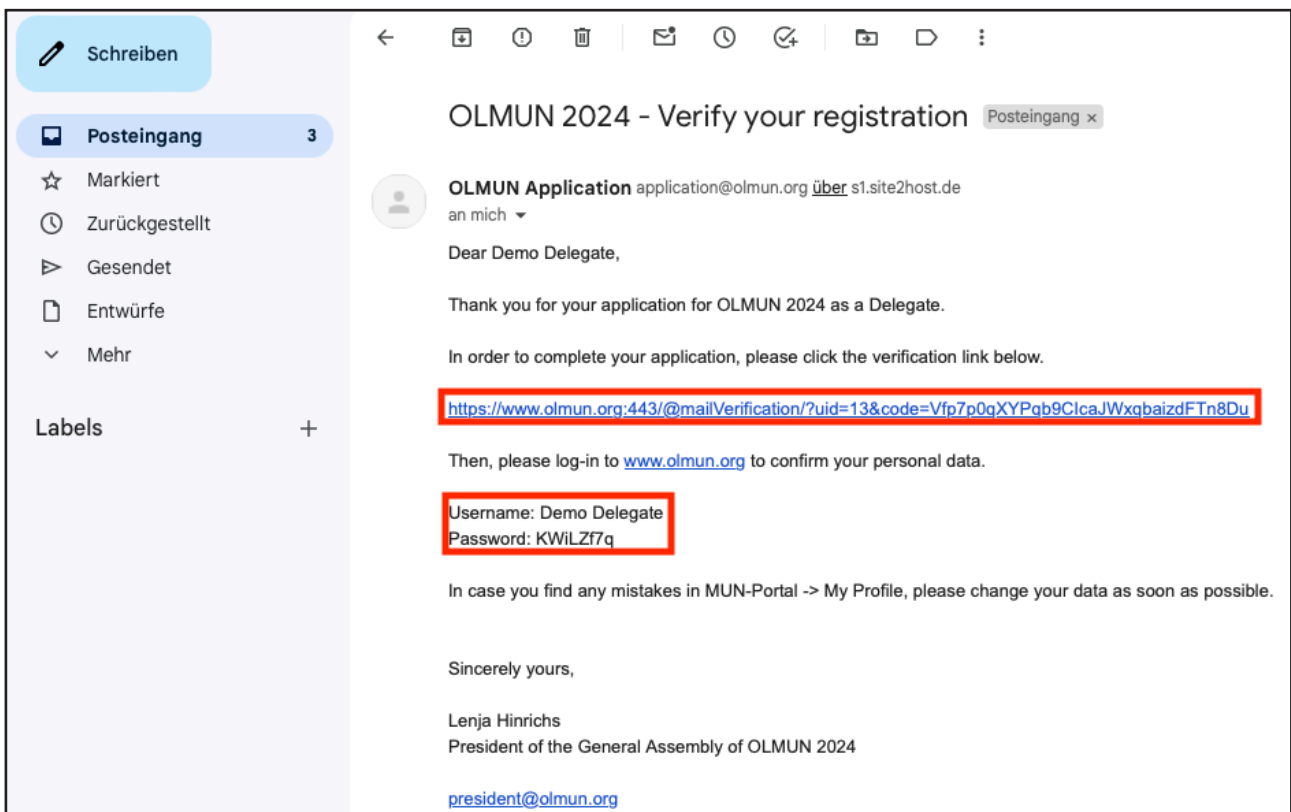 Schreiben
Posteingang 3
Markiert
Zurückgestellt
Gesendet
Entwürfe
Mehr
Labels
OLMUN 2024 - Verify your registration Posteingang ×
OLMUN Application application@olmun.org über s1.site2host.de
an mich
Dear Demo Delegate,
Thank you for your application for OLMUN 2024 as a Delegate.
In order to complete your application, please click the verification link below.
https://www.olmun.org:443/@mailVerification/?uid=13&code=Vfp7p0qXYPqb9CIcaJWxqbaizdFTn8Du
Then, please log-in to www.olmun.org to confirm your personal data.
Username: Demo Delegate
Password: KWiLZf7q
In case you find any mistakes in MUN-Portal -> My Profile, please change your data as soon as possible.
Sincerely yours,
Lenja Hinrichs
President of the General Assembly of OLMUN 2024
president@olmun.org